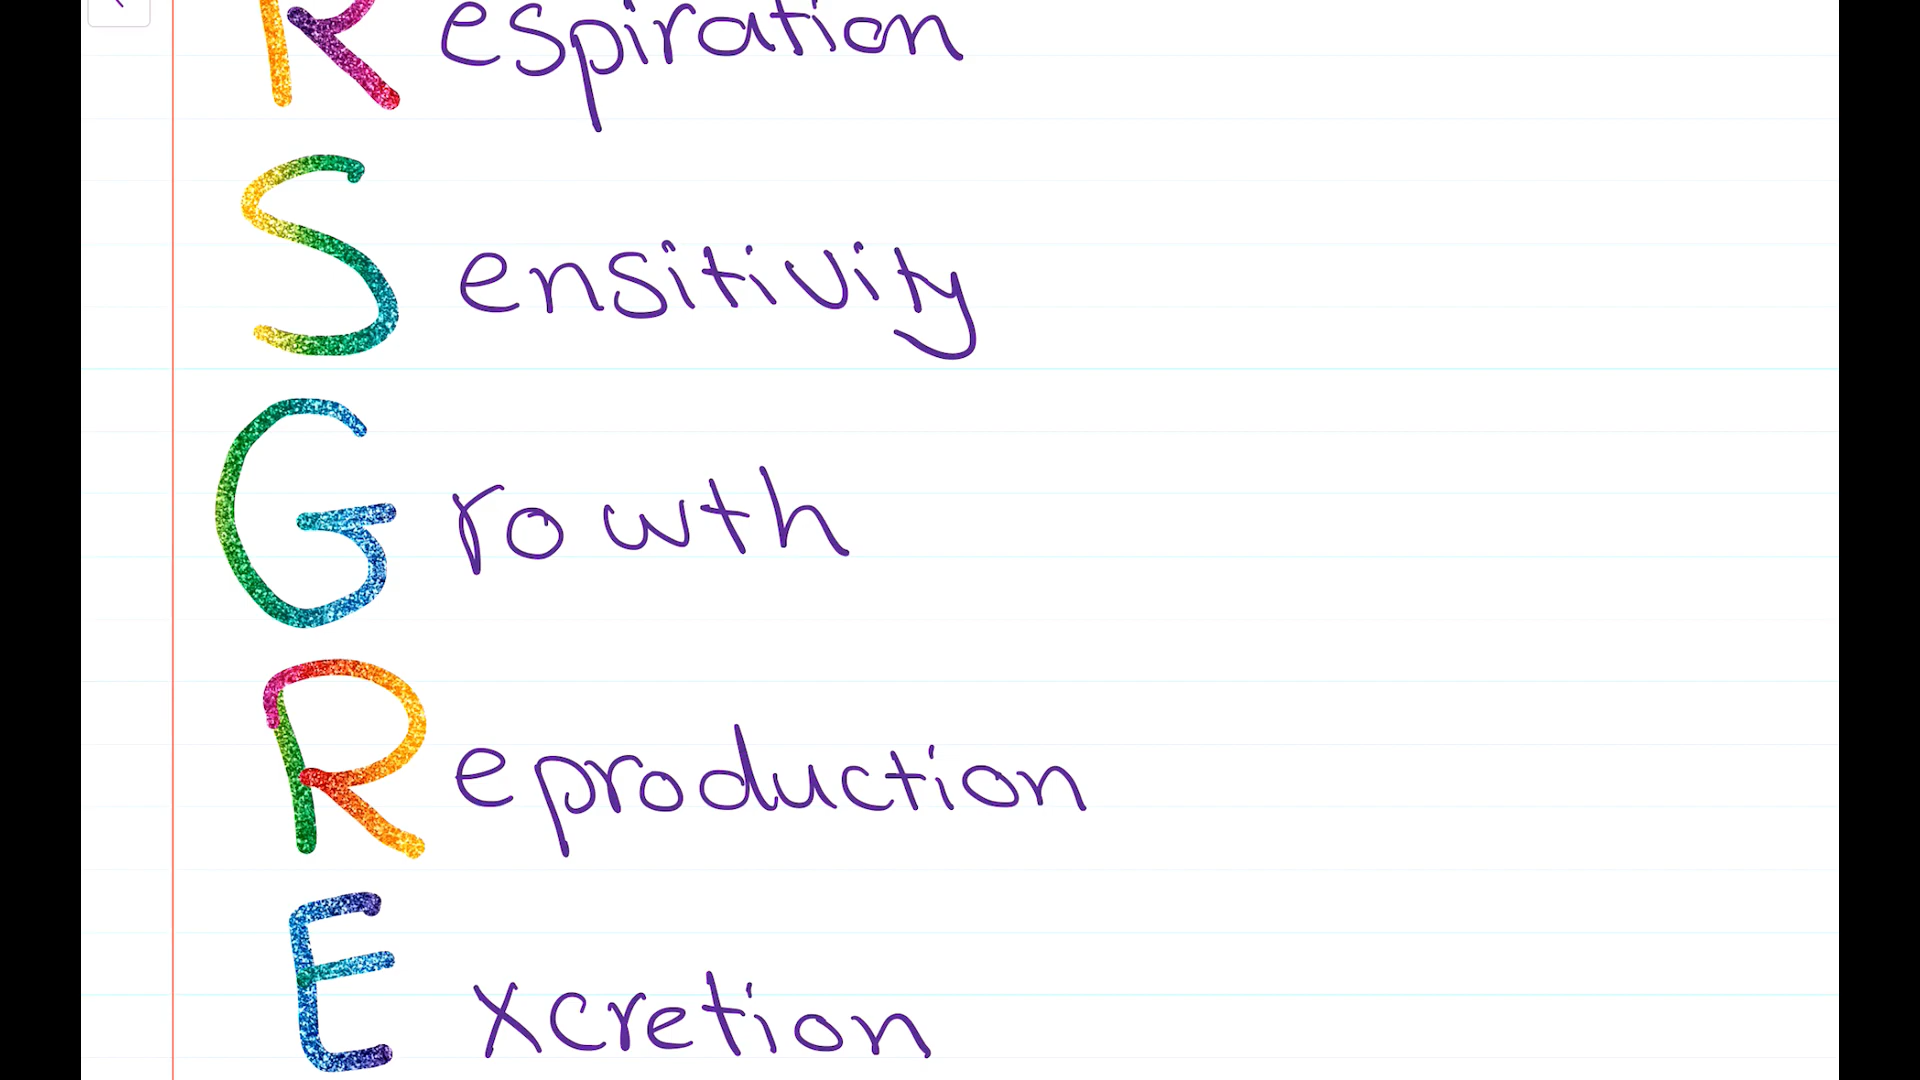 Respiration
Sensitivity
Growth
Reproduction
Excretion